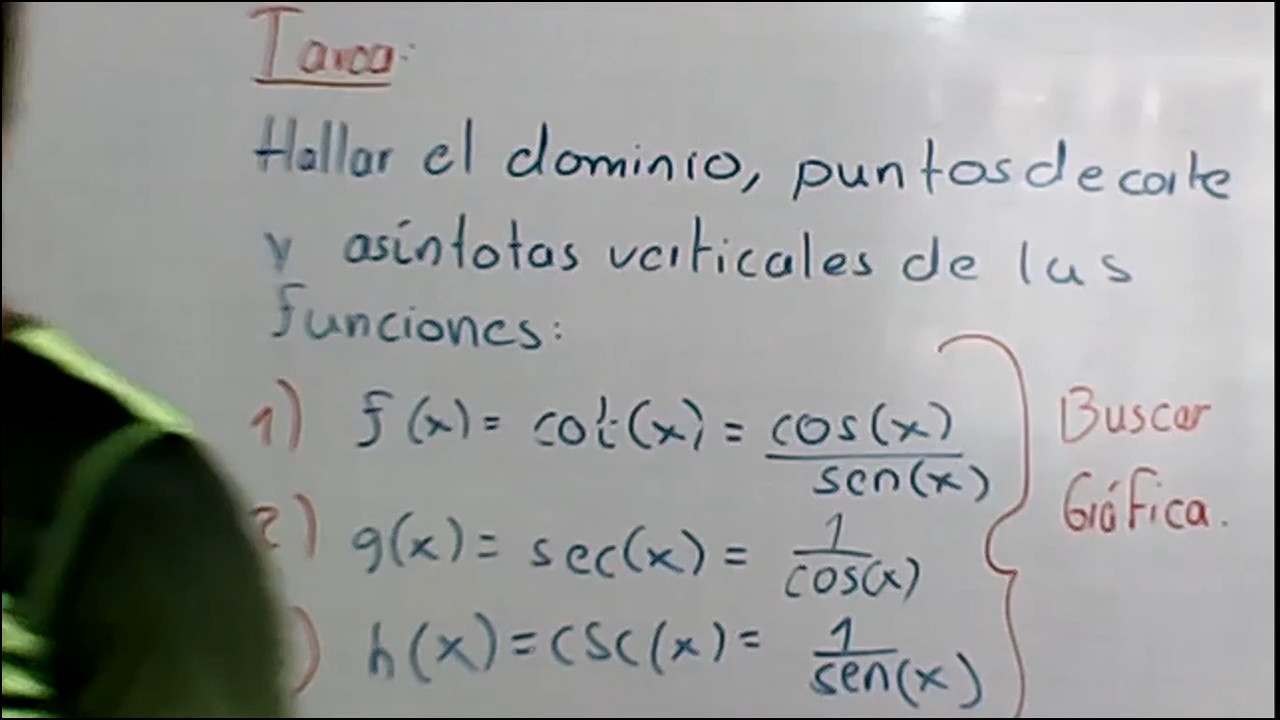 Tarea:
Hallar el dominio, puntos de corte
y asíntotas verticales de las
funciones:
1) f(x) = cot(x) = cos(x)/sen(x)
2) g(x) = sec(x) = 1/cos(x)
) h(x) = csc(x) = 1/sen(x)
Buscar
Gráfica.